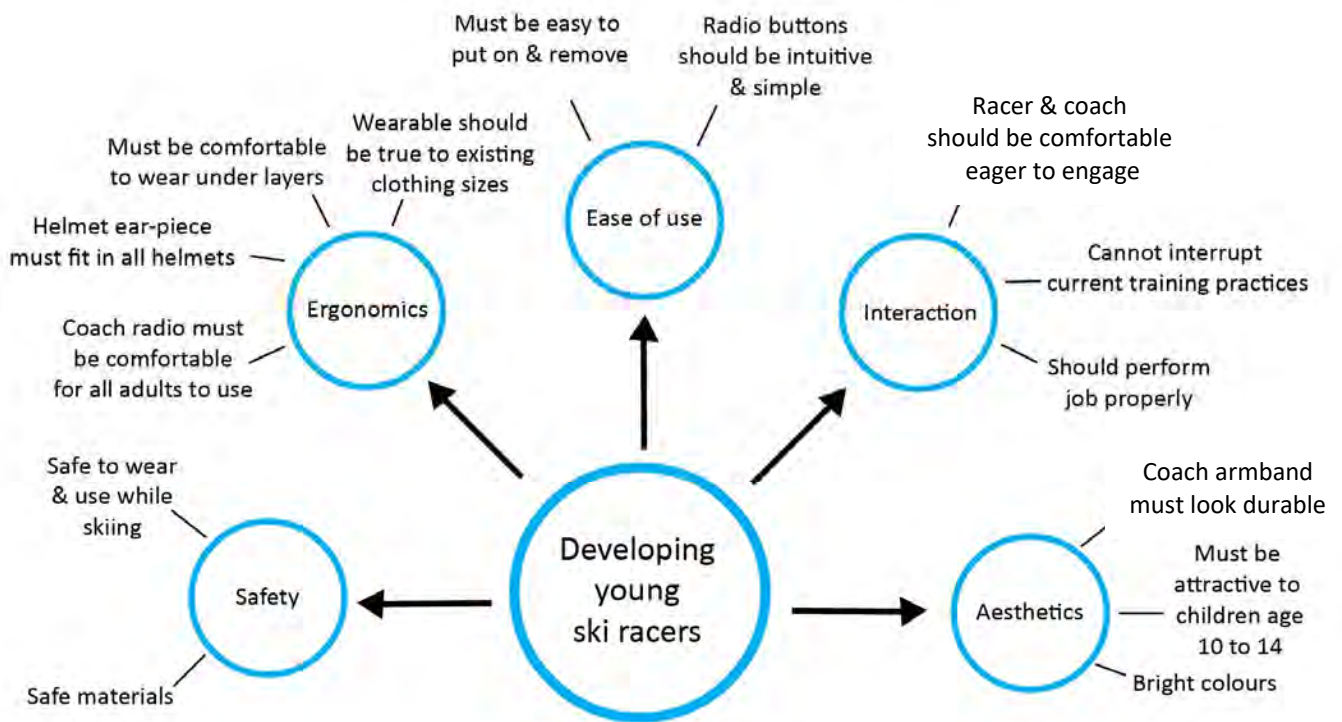 Must be easy to
put on & remove
Radio buttons
should be intuitive
& simple
Ease of use
Wearable should
be true to existing
clothing sizes
Must be comfortable
to wear under layers
Helmet ear-piece
must fit in all helmets
Coach radio must
be comfortable
for all adults to use
Ergonomics
Racer & coach
should be comfortable
eager to engage
Cannot interrupt
current training practices
Should perform
job properly
Interaction
Safe to wear
& use while
skiing
Safe materials
Safety
Developing
young
ski racers
Coach armband
must look durable
Must be
attractive to
children age
10 to 14
Bright colours
Aesthetics